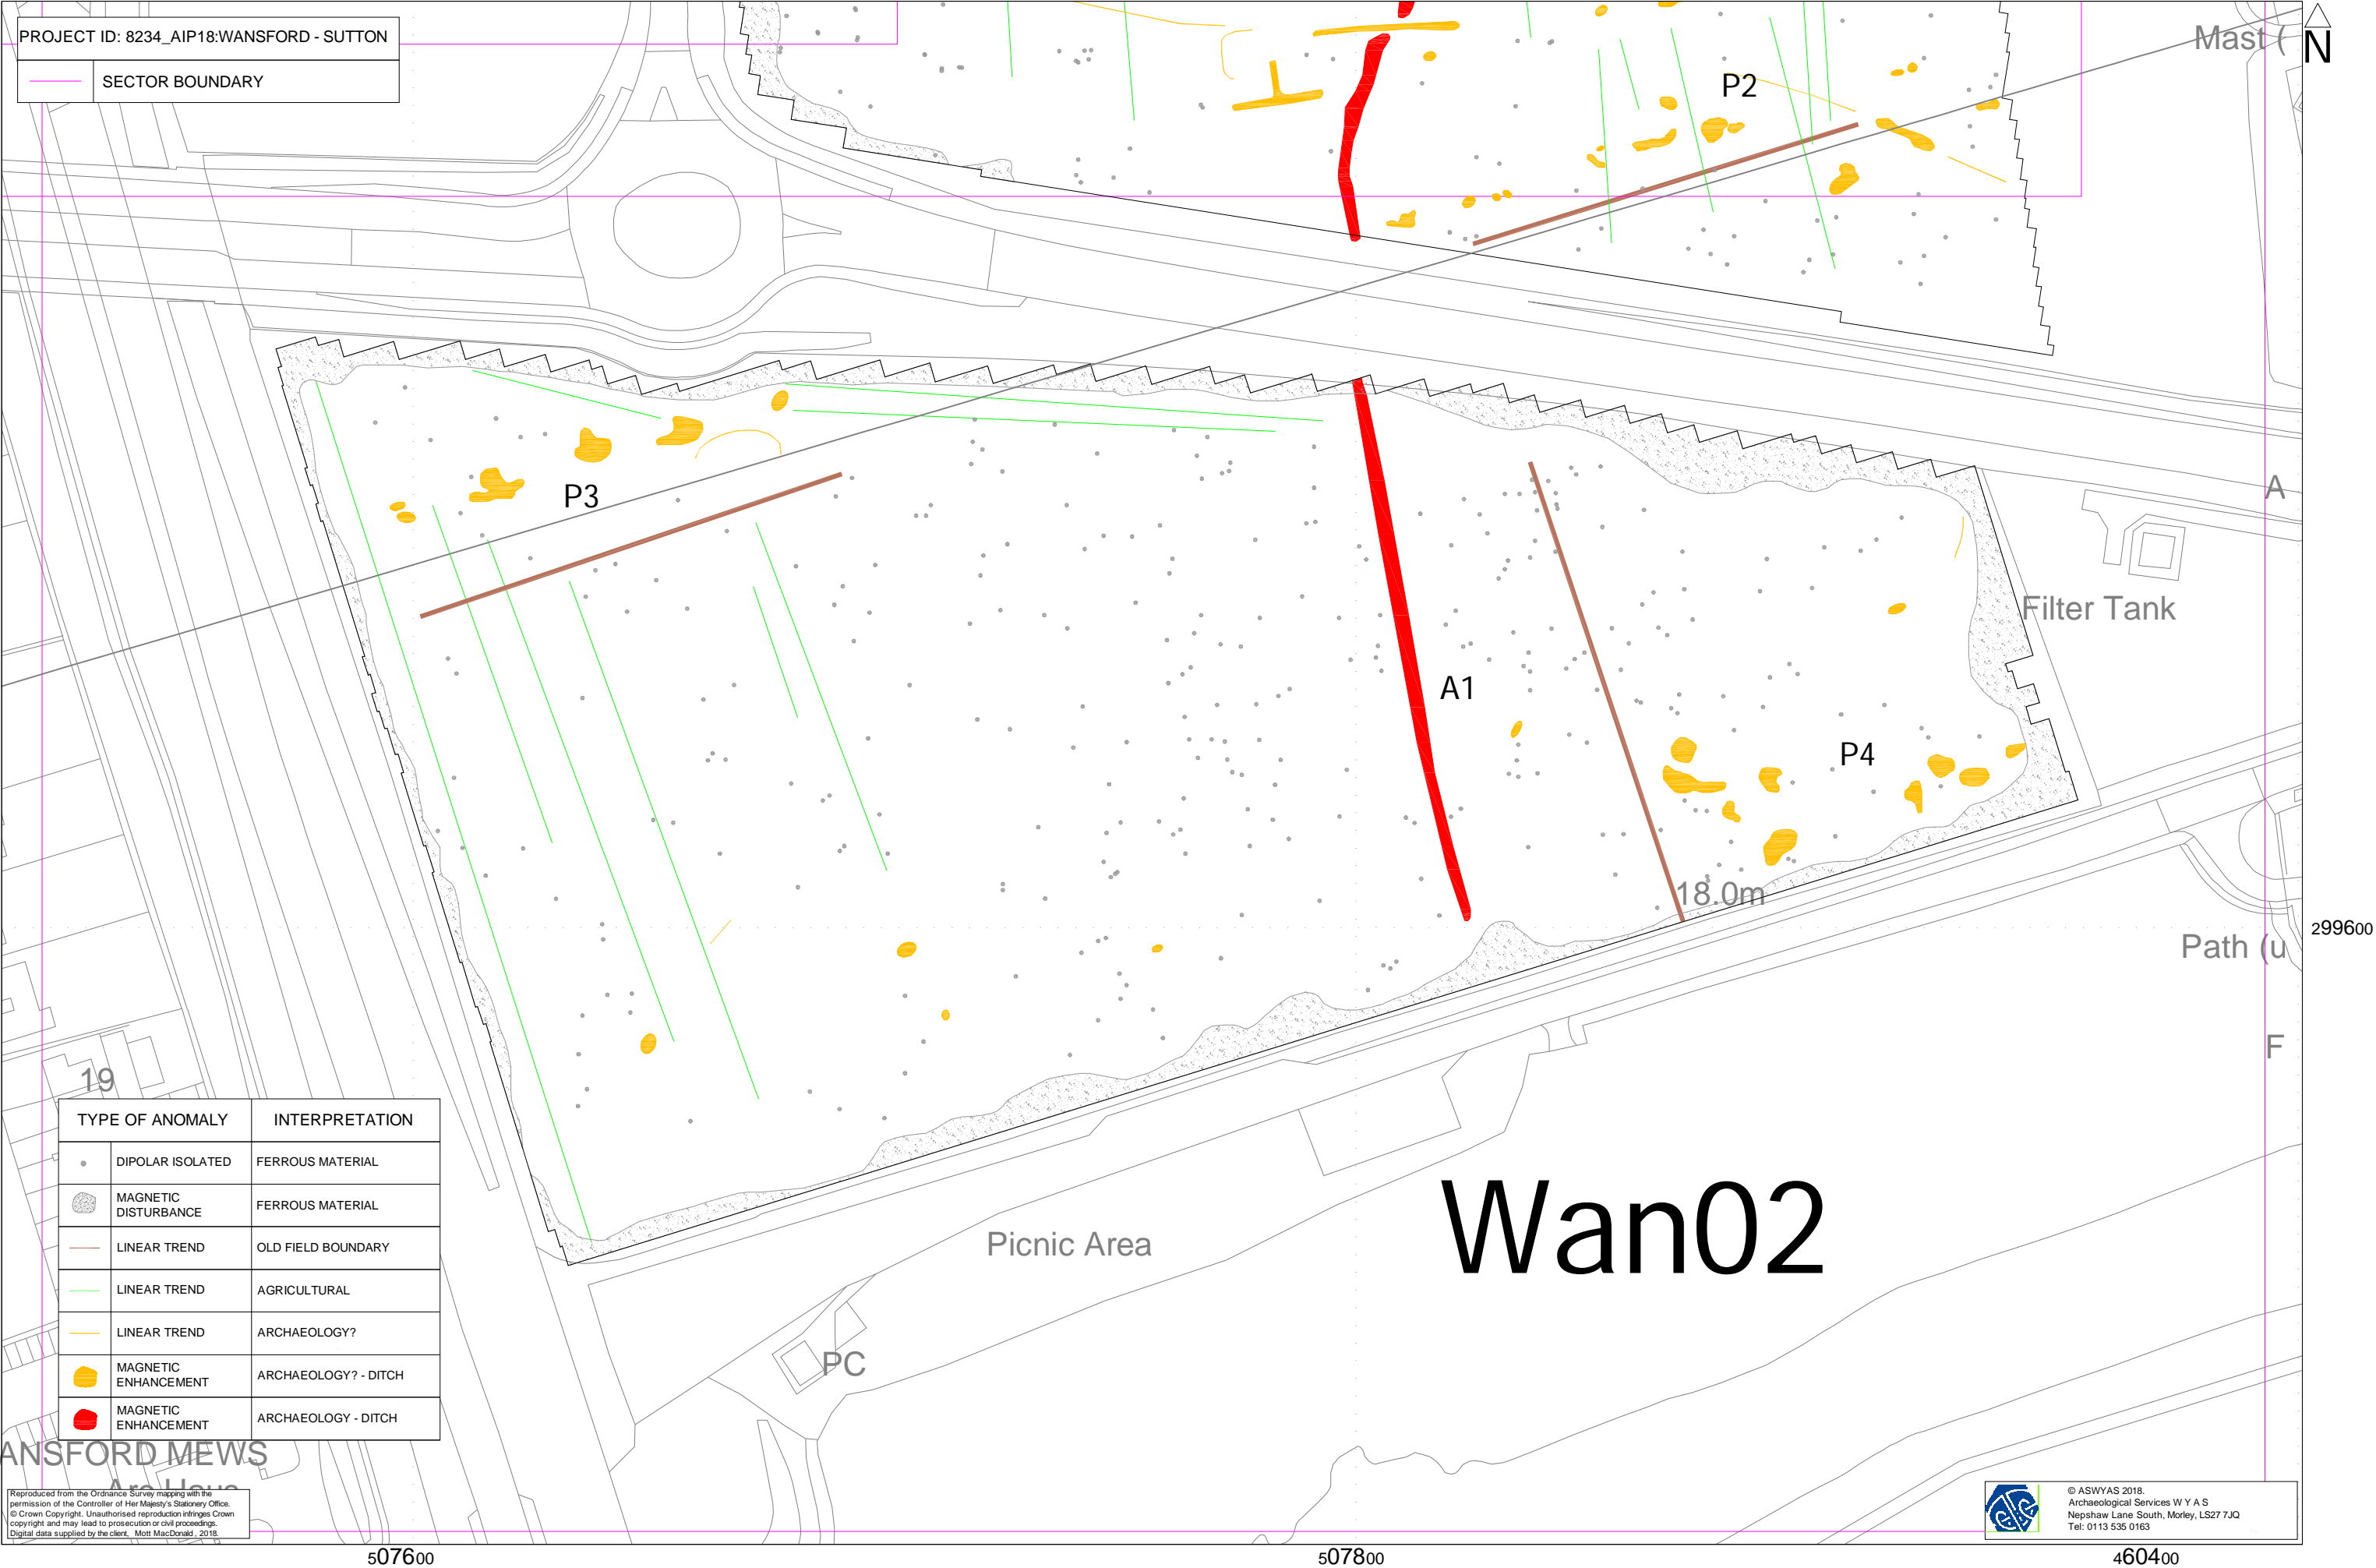 PROJECT ID: 8234_AIP18:WANSFORD - SUTTON
SECTOR BOUNDARY
Mast (
N
P2
A
P3
Filter Tank
A1
P4
18.0m
299600
Path (u
F
19
TYPE OF ANOMALY INTERPRETATION
DIPOLAR ISOLATED FERROUS MATERIAL
MAGNETIC
DISTURBANCE FERROUS MATERIAL
LINEAR TREND OLD FIELD BOUNDARY
LINEAR TREND AGRICULTURAL
LINEAR TREND ARCHAEOLOGY?
MAGNETIC
ENHANCEMENT ARCHAEOLOGY? - DITCH
MAGNETIC
ENHANCEMENT ARCHAEOLOGY - DITCH
Wan02
Picnic Area
PC
ANSFORD MEWS
Reproduced from the Ordnance Survey mapping with the
permission of the Controller of Her Majesty's Stationery Office.
© Crown Copyright. Unauthorised reproduction infringes Crown
copyright and may lead to prosecution or civil proceedings.
Digital data supplied by the client, Mott MacDonald , 2018.
© ASWYAS 2018.
Archaeological Services W Y A S
Nepshaw Lane South, Morley, LS27 7JQ
Tel: 0113 535 0163
507600
507800
460400